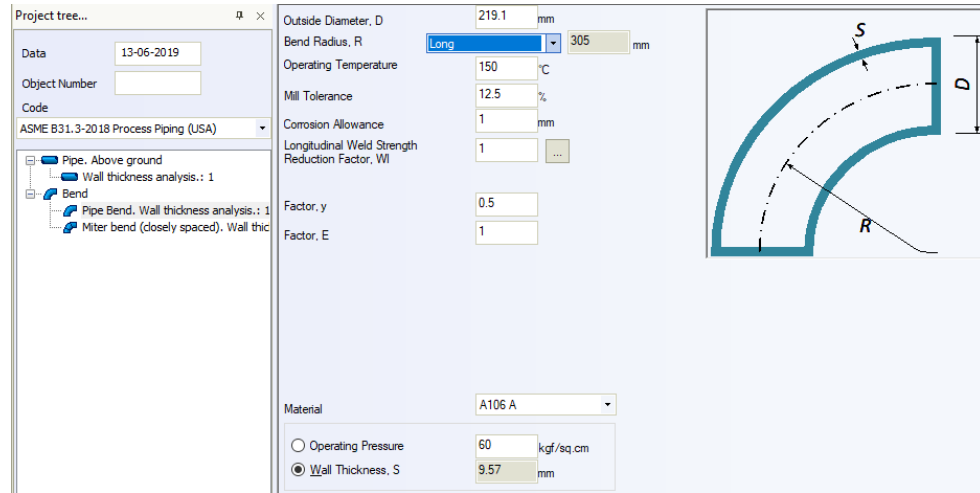 Project tree...
Data 13-06-2019
Object Number
Code
ASME B31.3-2018 Process Piping (USA)
Pipe. Above ground
Wall thickness analysis.: 1
Bend
Pipe Bend. Wall thickness analysis.: 1
Miter bend (closely spaced). Wall thic
Outside Diameter, D 219.1 mm
Bend Radius, R Long 305 mm
Operating Temperature 150 °C
Mill Tolerance 12.5 %
Corrosion Allowance 1 mm
Longitudinal Weld Strength
Reduction Factor, Wl 1 ...
Factor, y 0.5
Factor, E 1
Material A106 A
Operating Pressure 60 kgf/sq.cm
Wall Thickness, S 9.57 mm
S
D
R